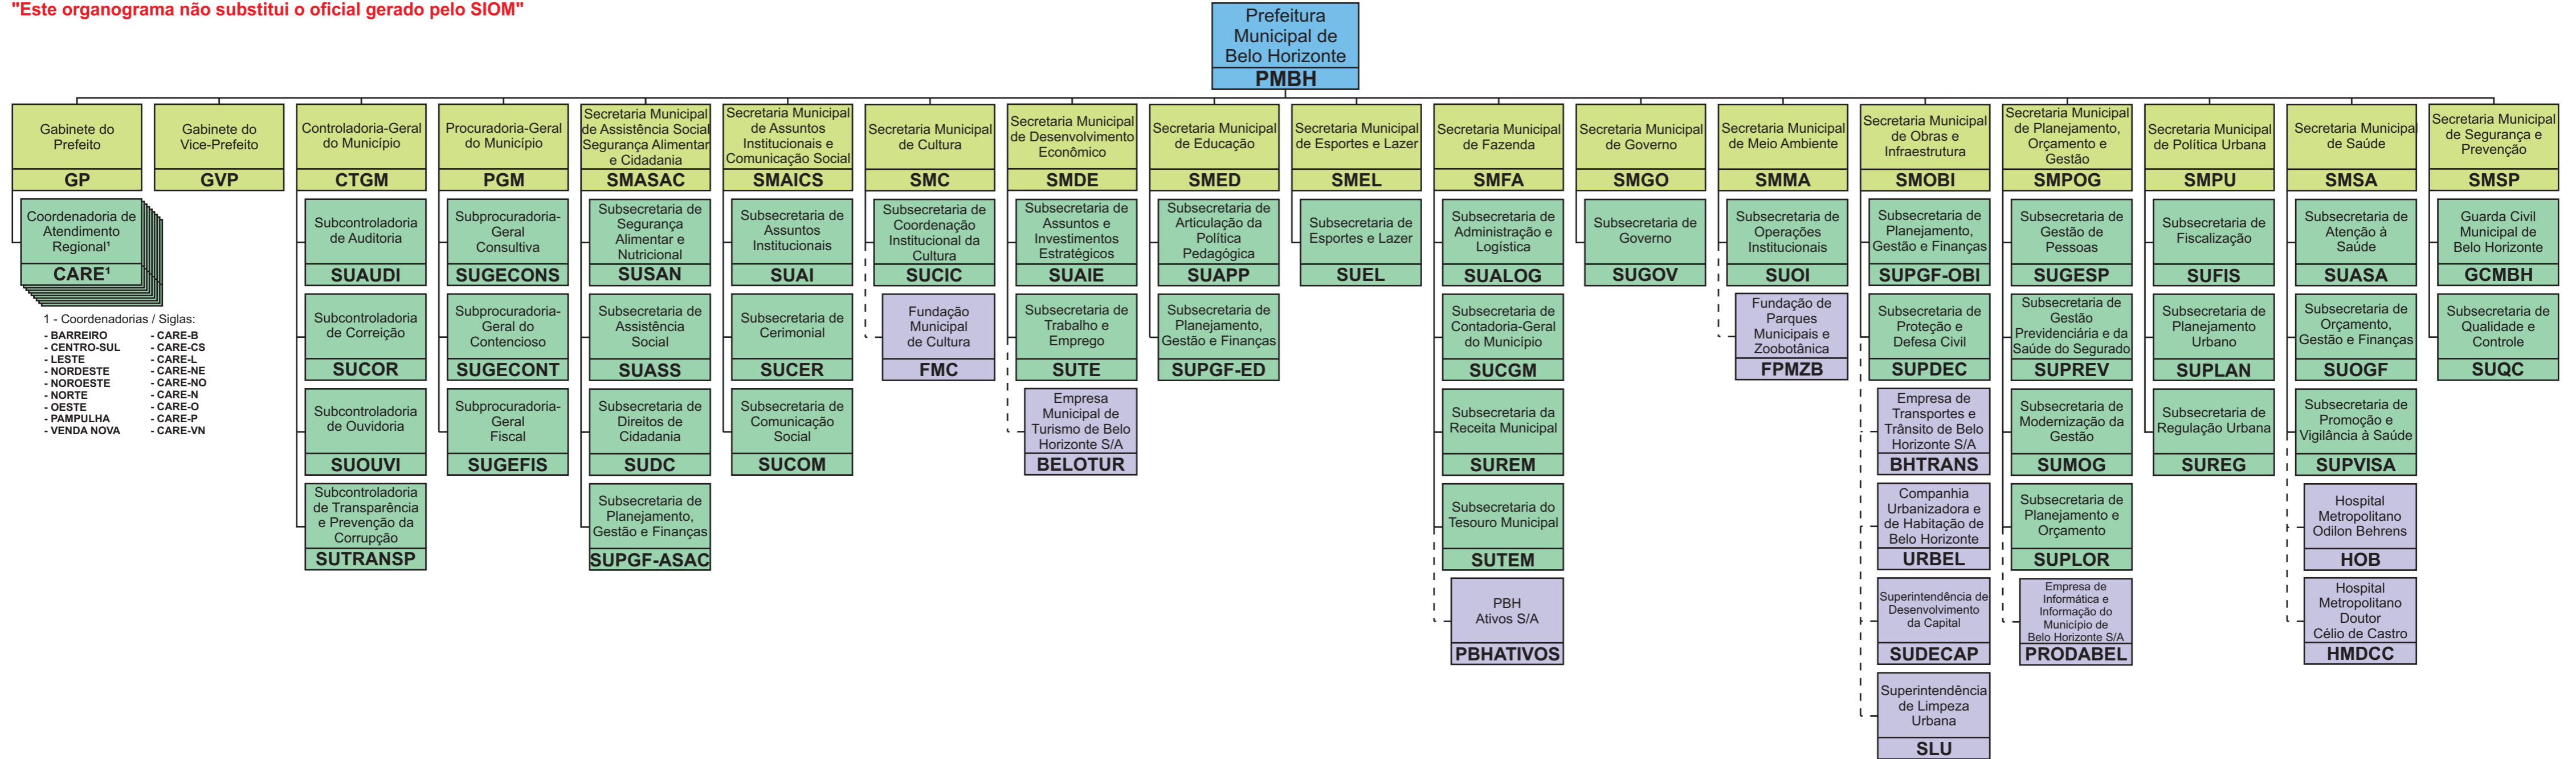 "Este organograma não substitui o oficial gerado pelo SIOM"
Prefeitura
Municipal de
Belo Horizonte
PMBH
Gabinete do
Prefeito
GP
Coordenadoria de
Atendimento
Regional¹
CARE¹
1 - Coordenadorias / Siglas:
- BARREIRO - CARE-B
- CENTRO-SUL - CARE-CS
- LESTE - CARE-L
- NORDESTE - CARE-NE
- NOROESTE - CARE-NO
- NORTE - CARE-N
- OESTE - CARE-O
- PAMPULHA - CARE-P
- VENDA NOVA - CARE-VN
Gabinete do
Vice-Prefeito
GVP
Controladoria-Geral
do Município
CTGM
Subcontroladoria
de Auditoria
SUAUDI
Subcontroladoria
de Correição
SUCOR
Subcontroladoria
de Ouvidoria
SUOUVI
Subcontroladoria
de Transparência
e Prevenção da
Corrupção
SUTRANSP
Procuradoria-Geral
do Município
PGM
Subprocuradoria-
Geral
Consultiva
SUGECONS
Subprocuradoria-
Geral do
Contencioso
SUGECONT
Subprocuradoria-
Geral
Fiscal
SUGEFIS
Secretaria Municipal
de Assistência Social
Segurança Alimentar
e Cidadania
SMASAC
Subsecretaria de
Segurança
Alimentar e
Nutricional
SUSAN
Subsecretaria de
Assistência
Social
SUASS
Subsecretaria de
Direitos de
Cidadania
SUDC
Subsecretaria de
Planejamento,
Gestão e Finanças
SUPGF-ASAC
Secretaria Municipal
de Assuntos
Institucionais e
Comunicação Social
SMAICS
Subsecretaria de
Assuntos
Institucionais
SUAI
Subsecretaria de
Cerimonial
SUCER
Subsecretaria de
Comunicação
Social
SUCOM
Secretaria Municipal
de Cultura
SMC
Subsecretaria de
Coordenação
Institucional da
Cultura
SUCIC
Fundação
Municipal
de Cultura
FMC
Secretaria Municipal
de Desenvolvimento
Econômico
SMDE
Subsecretaria de
Assuntos e
Investimentos
Estratégicos
SUAIE
Subsecretaria de
Trabalho e
Emprego
SUTE
Empresa
Municipal de
Turismo de Belo
Horizonte S/A
BELOTUR
Secretaria Municipal
de Educação
SMED
Subsecretaria de
Articulação da
Política
Pedagógica
SUAPP
Subsecretaria de
Planejamento,
Gestão e Finanças
SUPGF-ED
Secretaria Municipal
de Esportes e Lazer
SMEL
Subsecretaria de
Esportes e Lazer
SUEL
Secretaria Municipal
de Fazenda
SMFA
Subsecretaria de
Administração e
Logística
SUALOG
Subsecretaria de
Contadoria-Geral
do Município
SUCGM
Subsecretaria da
Receita Municipal
SUREM
Subsecretaria do
Tesouro Municipal
SUTEM
PBH
Ativos S/A
PBHATIVOS
Secretaria Municipal
de Governo
SMGO
Subsecretaria de
Governo
SUGOV
Secretaria Municipal
de Meio Ambiente
SMMA
Subsecretaria de
Operações
Institucionais
SUOI
Fundação de
Parques
Municipais e
Zoobotânica
FPMZB
Secretaria Municipal
de Obras e
Infraestrutura
SMOBI
Subsecretaria de
Planejamento,
Gestão e Finanças
SUPGF-OBI
Subsecretaria de
Proteção e
Defesa Civil
SUPDEC
Empresa de
Transportes e
Trânsito de Belo
Horizonte S/A
BHTRANS
Companhia
Urbanizadora e
de Habitação de
Belo Horizonte
URBEL
Superintendência de
Desenvolvimento
da Capital
SUDECAP
Superintendência
de Limpeza
Urbana
SLU
Secretaria Municipal
de Planejamento,
Orçamento e
Gestão
SMPOG
Subsecretaria de
Gestão de
Pessoas
SUGESP
Subsecretaria de
Gestão
Previdenciária e da
Saúde do Segurado
SUPREV
Subsecretaria de
Modernização da
Gestão
SUMOG
Subsecretaria de
Planejamento e
Orçamento
SUPLOR
Empresa de
Informática e
Informação do
Município de
Belo Horizonte S/A
PRODABEL
Secretaria Municipal
de Política Urbana
SMPU
Subsecretaria de
Fiscalização
SUFIS
Subsecretaria de
Planejamento
Urbano
SUPLAN
Subsecretaria de
Regulação Urbana
SUREG
Secretaria Municipal
de Saúde
SMSA
Subsecretaria de
Atenção à
Saúde
SUASA
Subsecretaria de
Orçamento,
Gestão e Finanças
SUOGF
Subsecretaria de
Promoção e
Vigilância à Saúde
SUPVISA
Hospital
Metropolitano
Odilon Behrens
HOB
Hospital
Metropolitano
Doutor
Célio de Castro
HMDCC
Secretaria Municipal
de Segurança e
Prevenção
SMSP
Guarda Civil
Municipal de
Belo Horizonte
GCMBH
Subsecretaria de
Qualidade e
Controle
SUQC